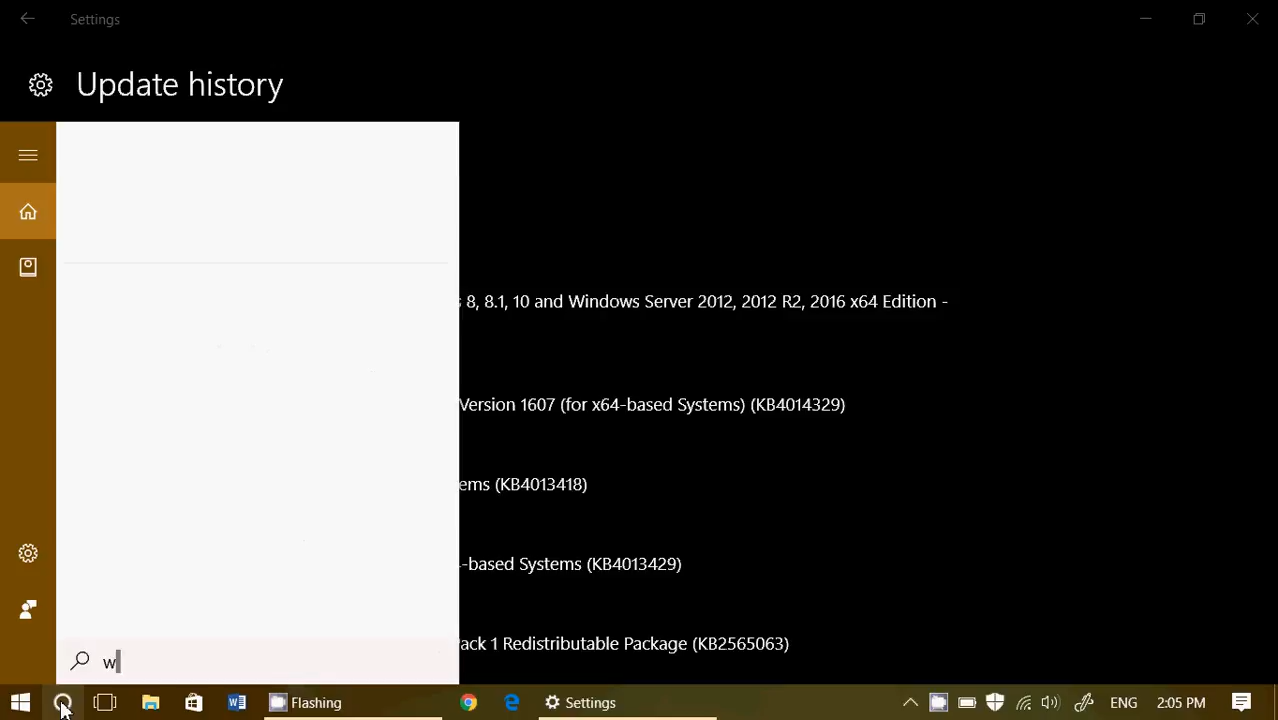 Settings
Update history
s 8, 8.1, 10 and Windows Server 2012, 2012 R2, 2016 x64 Edition -
Version 1607 (for x64-based Systems) (KB4014329)
ems (KB4013418)
-based Systems (KB4013429)
Pack 1 Redistributable Package (KB2565063)
w
Flashing
Settings
ENG
2:05 PM